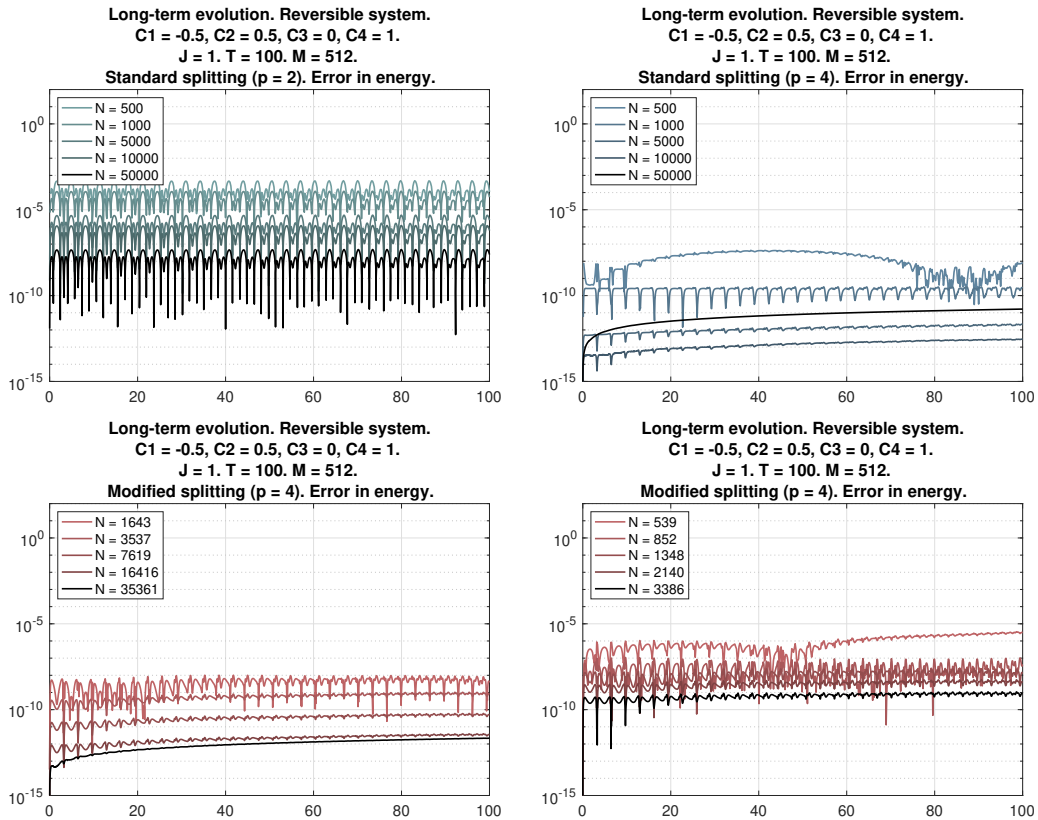 Long-term evolution. Reversible system.
C1 = -0.5, C2 = 0.5, C3 = 0, C4 = 1.
J = 1. T = 100. M = 512.
Standard splitting (p = 2). Error in energy.
N = 500
N = 1000
N = 5000
N = 10000
N = 50000
10^0
10^-5
10^-10
10^-15
0 20 40 60 80 100
Long-term evolution. Reversible system.
C1 = -0.5, C2 = 0.5, C3 = 0, C4 = 1.
J = 1. T = 100. M = 512.
Standard splitting (p = 4). Error in energy.
N = 500
N = 1000
N = 5000
N = 10000
N = 50000
10^0
10^-5
10^-10
10^-15
0 20 40 60 80 100
Long-term evolution. Reversible system.
C1 = -0.5, C2 = 0.5, C3 = 0, C4 = 1.
J = 1. T = 100. M = 512.
Modified splitting (p = 4). Error in energy.
N = 1643
N = 3537
N = 7619
N = 16416
N = 35361
10^0
10^-5
10^-10
10^-15
0 20 40 60 80 100
Long-term evolution. Reversible system.
C1 = -0.5, C2 = 0.5, C3 = 0, C4 = 1.
J = 1. T = 100. M = 512.
Modified splitting (p = 4). Error in energy.
N = 539
N = 852
N = 1348
N = 2140
N = 3386
10^0
10^-5
10^-10
10^-15
0 20 40 60 80 100